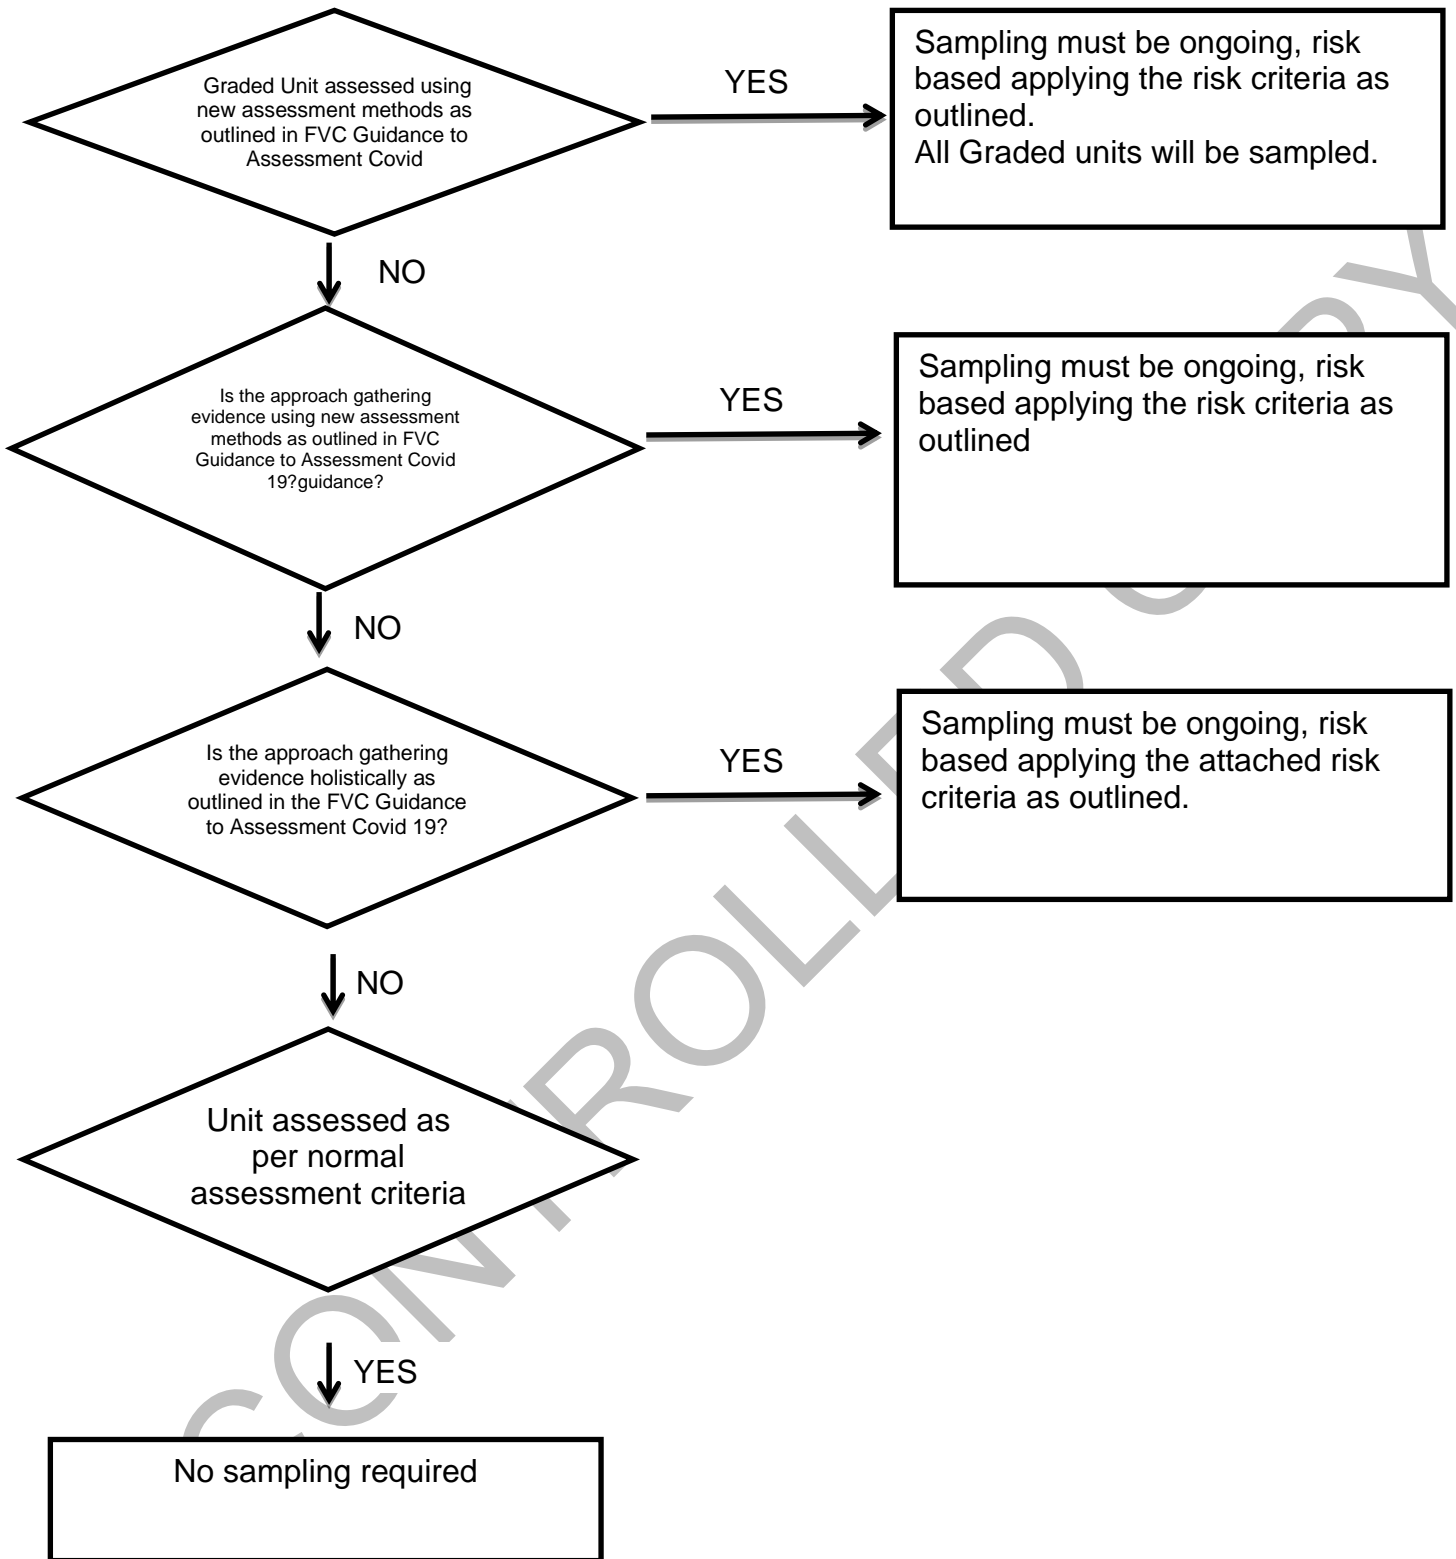 Graded Unit assessed using
new assessment methods as
outlined in FVC Guidance to
Assessment Covid
YES
Sampling must be ongoing, risk
based applying the risk criteria as
outlined.
All Graded units will be sampled.
NO
Is the approach gathering
evidence using new assessment
methods as outlined in FVC
Guidance to Assessment Covid
19?guidance?
YES
Sampling must be ongoing, risk
based applying the risk criteria as
outlined
NO
Is the approach gathering
evidence holistically as
outlined in the FVC Guidance
to Assessment Covid 19?
YES
Sampling must be ongoing, risk
based applying the attached risk
criteria as outlined.
NO
Unit assessed as
per normal
assessment criteria
YES
No sampling required
CONTROLLED COPY